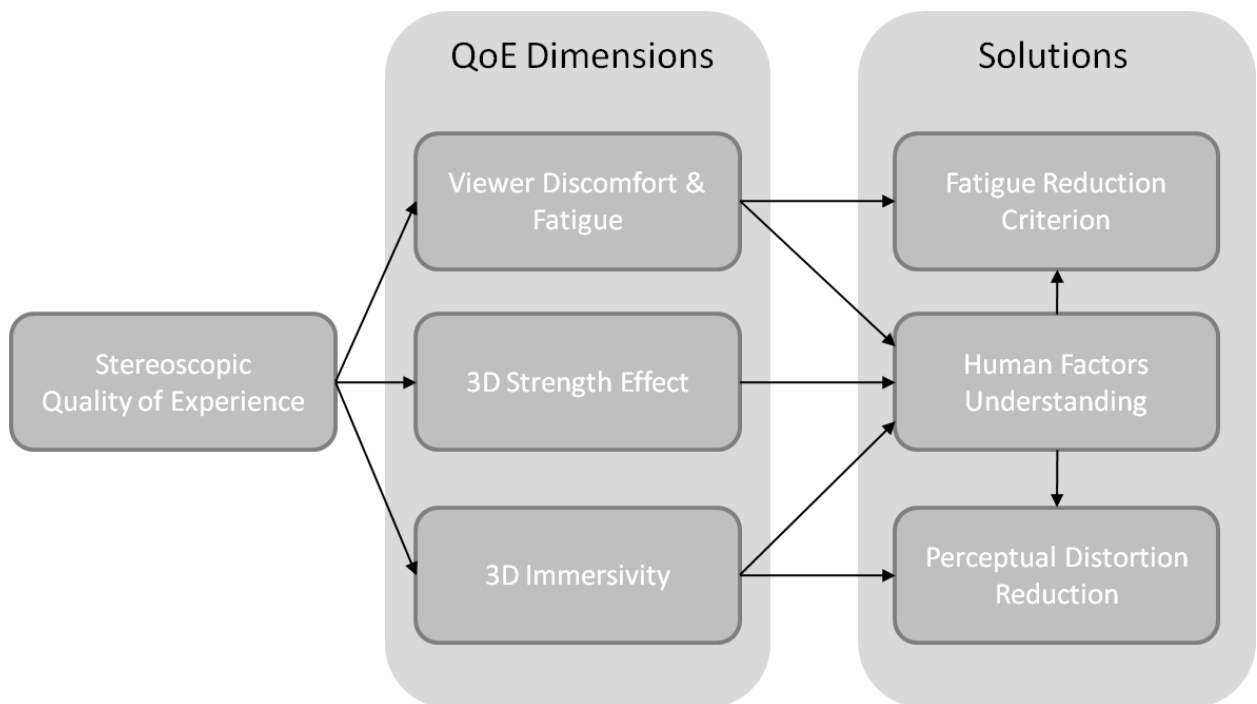 QoE Dimensions
Solutions
Viewer Discomfort &
Fatigue
Fatigue Reduction
Criterion
Stereoscopic
Quality of Experience
3D Strength Effect
Human Factors
Understanding
3D Immersivity
Perceptual Distortion
Reduction